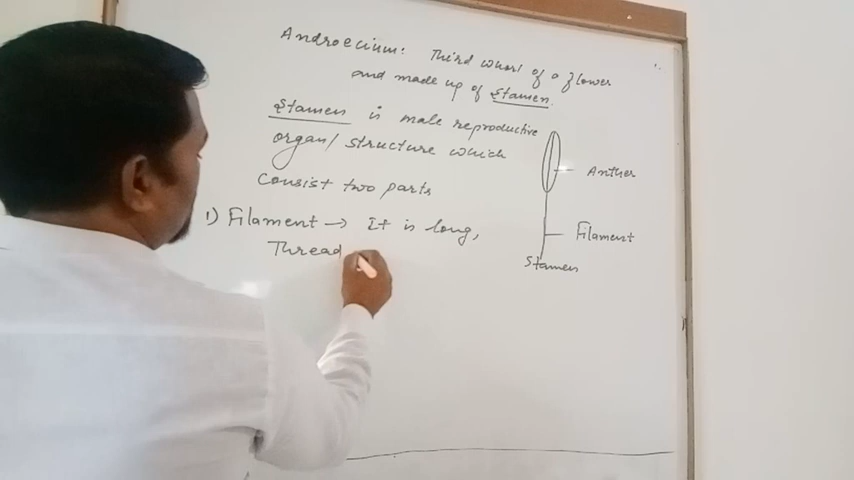 Androecium: Third whorl of a flower
and made up of Stamen.
Stamen is male reproductive
organ/ structure which
consist two parts
1) Filament → It is long,
Thread
Anther
Filament
Stamen